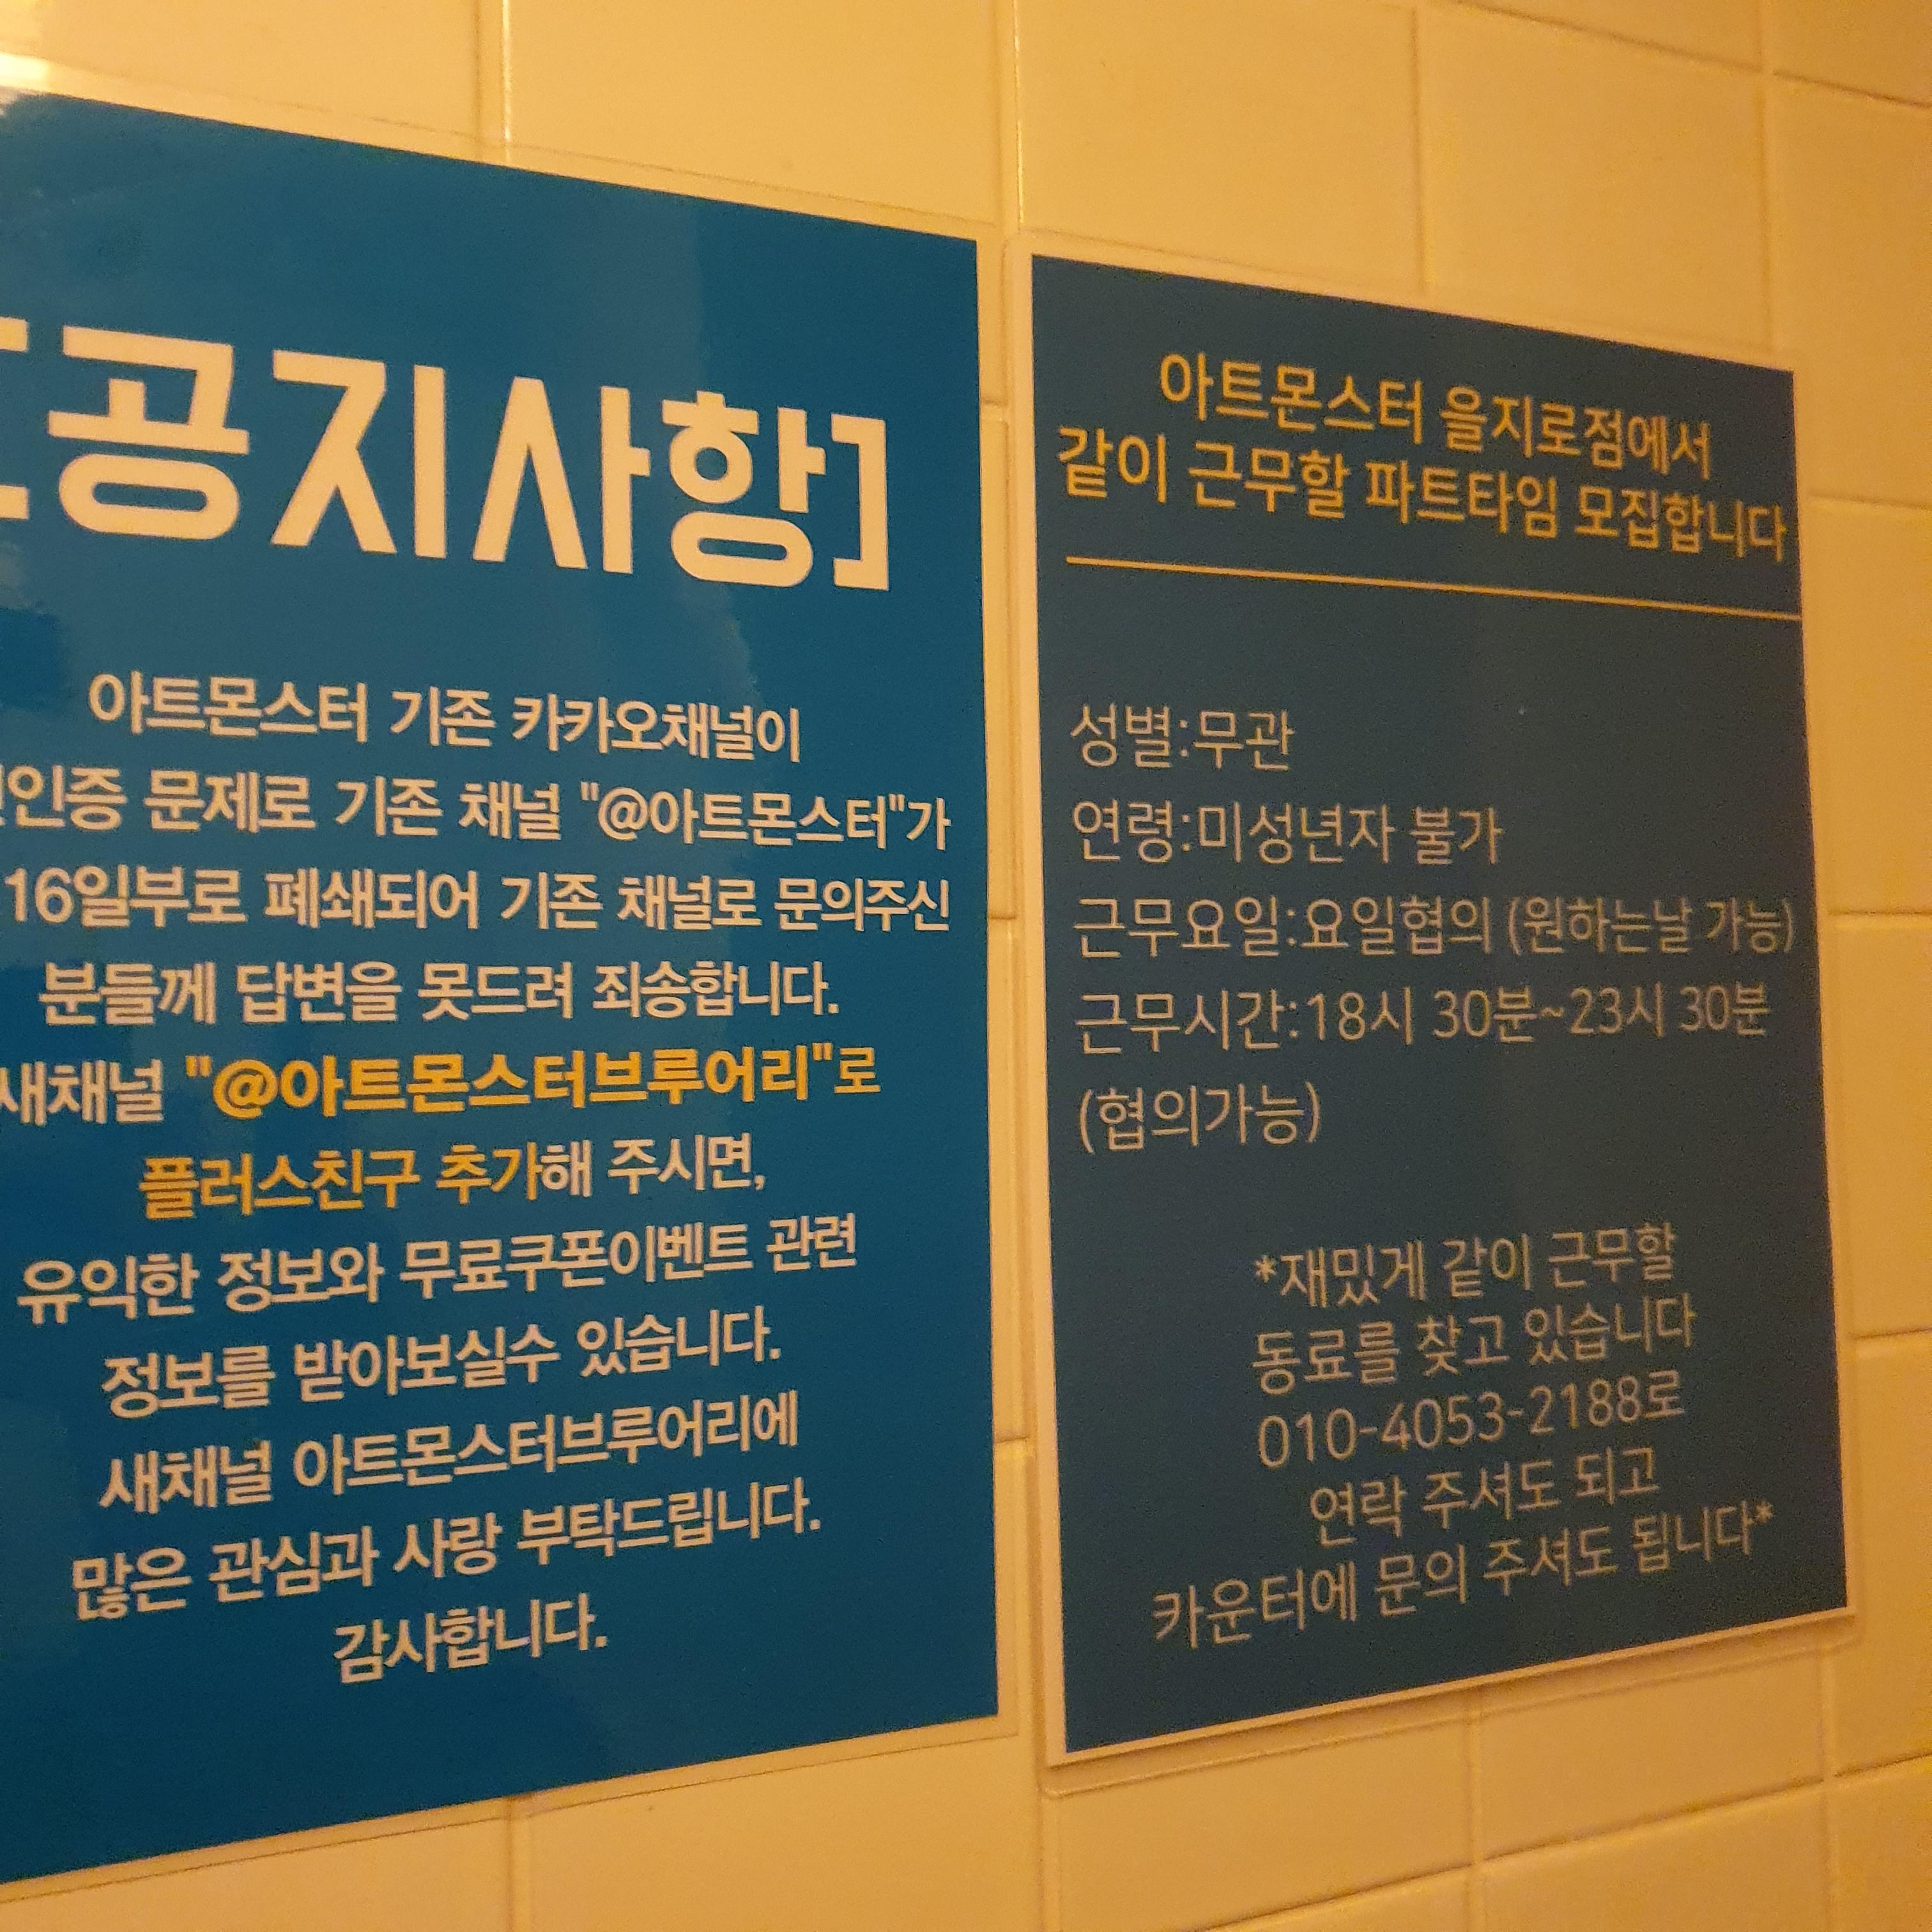 [공지사항]
아트몬스터 기존 카카오채널이
인증 문제로 기존 채널 "@아트몬스터"가
16일부로 폐쇄되어 기존 채널로 문의주신
분들께 답변을 못드려 죄송합니다.
새채널 "@아트몬스터브루어리"로
플러스친구 추가해 주시면,
유익한 정보와 무료쿠폰이벤트 관련
정보를 받아보실수 있습니다.
새채널 아트몬스터브루어리에
많은 관심과 사랑 부탁드립니다.
감사합니다.
아트몬스터 을지로점에서
같이 근무할 파트타임 모집합니다
성별:무관
연령:미성년자 불가
근무요일:요일협의 (원하는날 가능)
근무시간:18시 30분~23시 30분
(협의가능)
*재밌게 같이 근무할
동료를 찾고 있습니다
010-4053-2188로
연락 주셔도 되고
카운터에 문의 주셔도 됩니다*